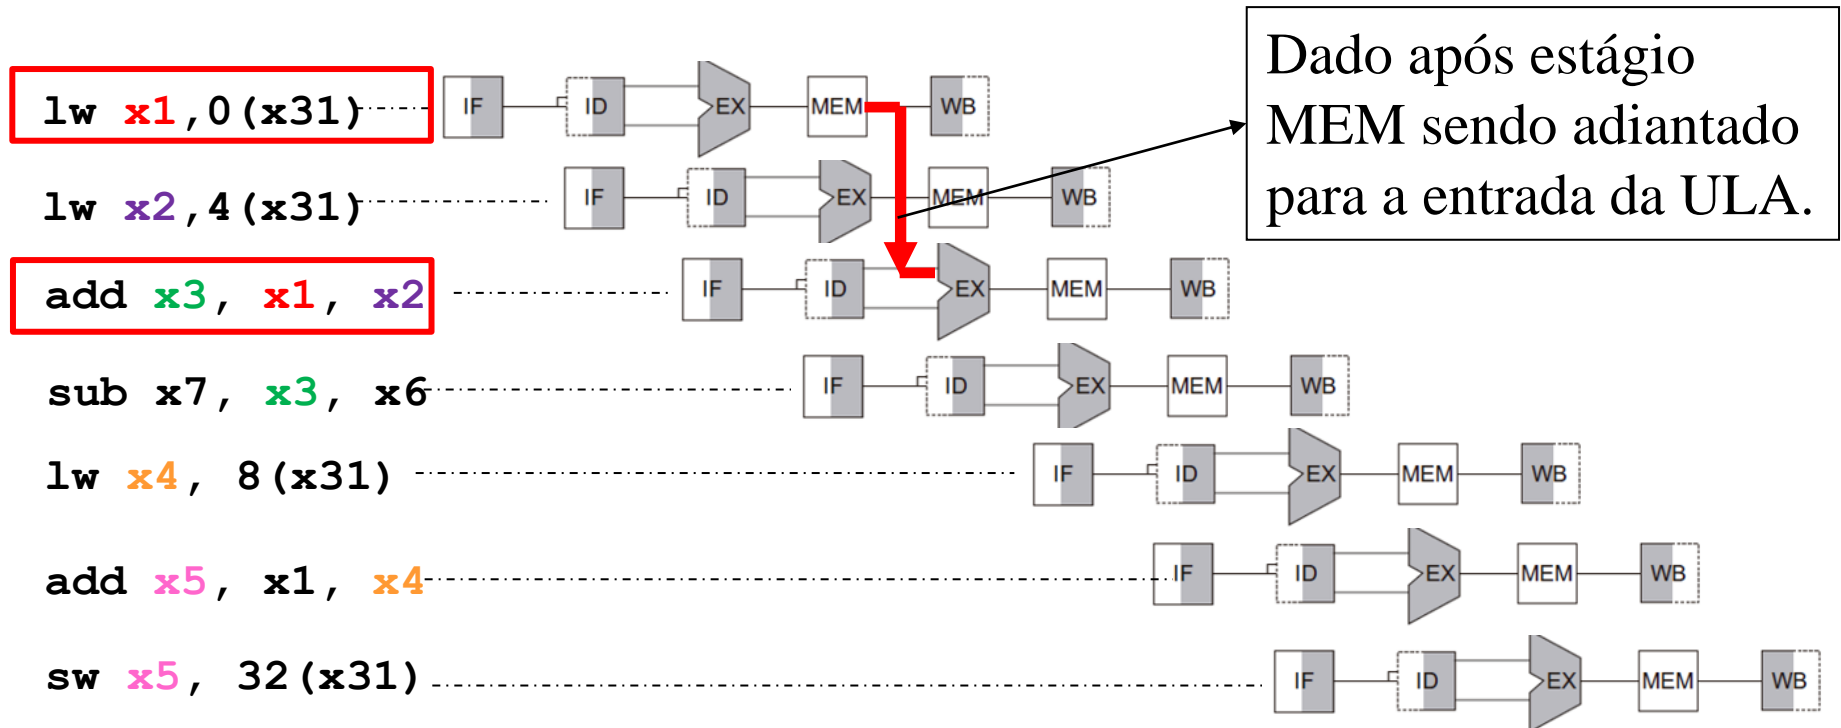 Dado após estágio
MEM sendo adiantado
para a entrada da ULA.
lw x1,0(x31) IF ID EX MEM WB
lw x2,4(x31) IF ID EX MEM WB
add x3, x1, x2 IF ID EX MEM WB
sub x7, x3, x6 IF ID EX MEM WB
lw x4, 8(x31) IF ID EX MEM WB
add x5, x1, x4 IF ID EX MEM WB
sw x5, 32(x31) IF ID EX MEM WB